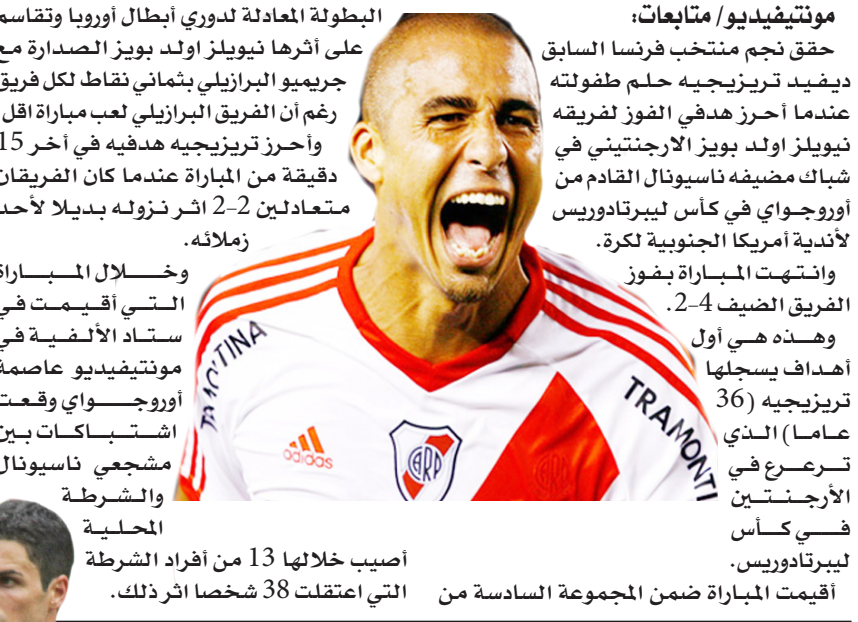 مونتيفيديو/ متابعات:
حقق نجم منتخب فرنسا السابق
ديفيد تريزيجيه حلم طفولته
عندما أحرز هدفي الفوز لفريقه
نيويلز اولد بويز الارجنتيني في
شباك مضيفه ناسيونال القادم من
أوروجواي في كأس ليبرتادوريس
لأندية أمريكا الجنوبية لكرة.
وانتهت المباراة بفوز
الفريق الضيف 4-2.
وهذه هي أول
أهداف يسجلها
تريزيجيه (36
عاما) الذي
ترعرع في
الأرجنتين
في كأس
ليبرتادوريس.
أقيمت المباراة ضمن المجموعة السادسة من
البطولة المعادلة لدوري أبطال أوروبا وتقاسم
على أثرها نيويلز اولد بويز الصدارة مع
جريميو البرازيلي بثماني نقاط لكل فريق
رغم أن الفريق البرازيلي لعب مباراة اقل
وأحرز تريزيجيه هدفيه في أخر 15
دقيقة من المباراة عندما كان الفريقان
متعادلين 2-2 اثر نزوله بديلا لأحد
زملائه.
وخلال المباراة
التي أقيمت في
ستاد الألفية في
مونتيفيديو عاصمة
أوروجواي وقعت
اشتباكات بين
مشجعي ناسيونال
والشرطة
المحلية
أصيب خلالها 13 من أفراد الشرطة
التي اعتقلت 38 شخصا اثر ذلك.
TRAMONTI
adidas
CARP